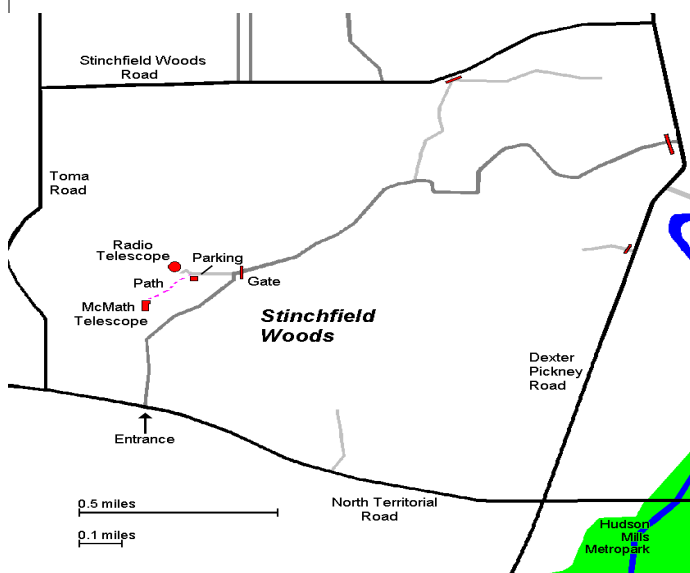 Stinchfield Woods
Road
Toma
Road
Radio
Telescope
Parking
Path
Gate
McMath
Telescope
Stinchfield
Woods
Dexter
Pickney
Road
Entrance
0.5 miles
North Territorial
Road
0.1 miles
Hudson
Mills
Metropark